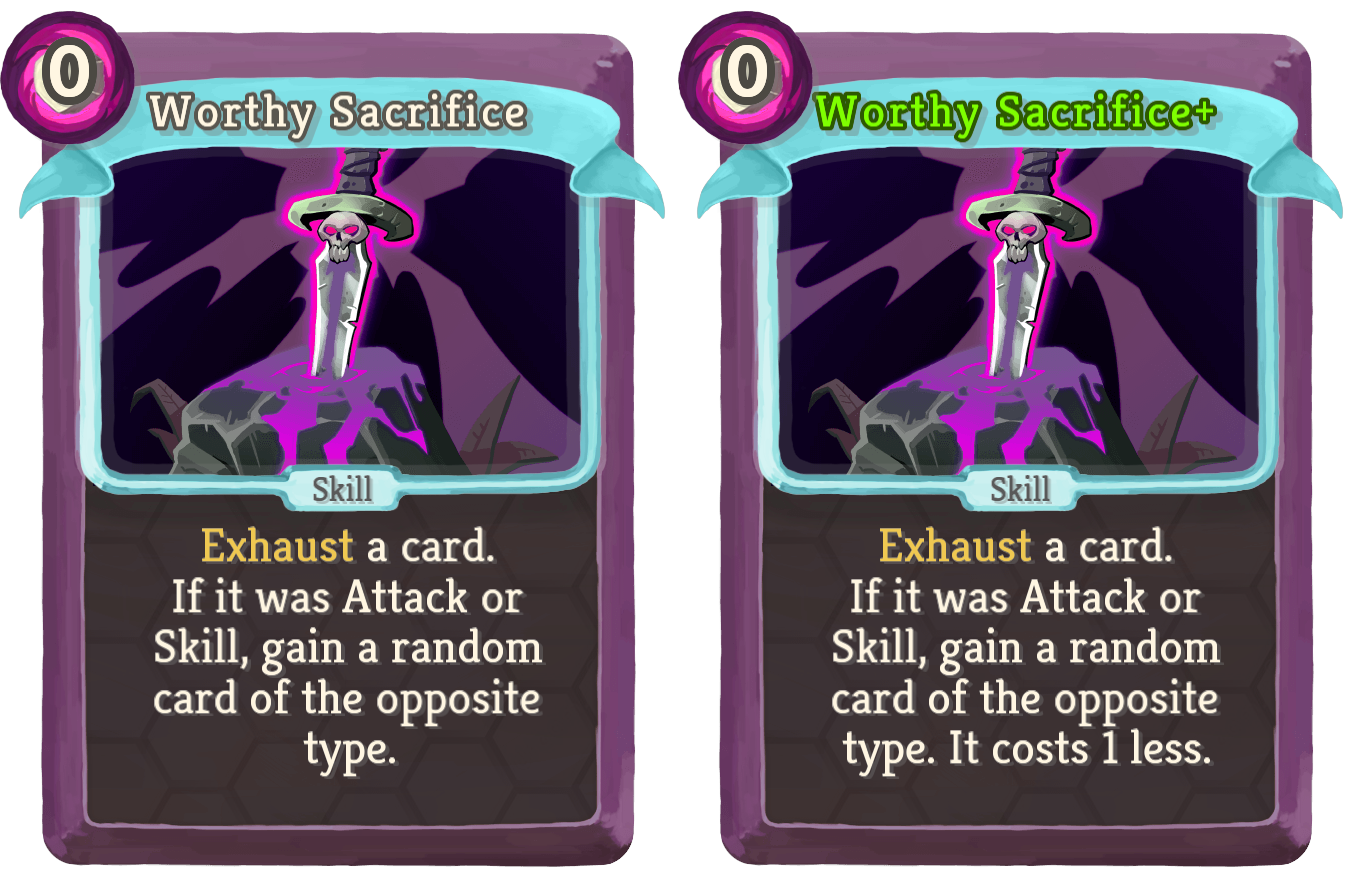 0
Worthy Sacrifice
Skill
Exhaust a card.
If it was Attack or
Skill, gain a random
card of the opposite
type.
0
Worthy Sacrifice+
Skill
Exhaust a card.
If it was Attack or
Skill, gain a random
card of the opposite
type. It costs 1 less.